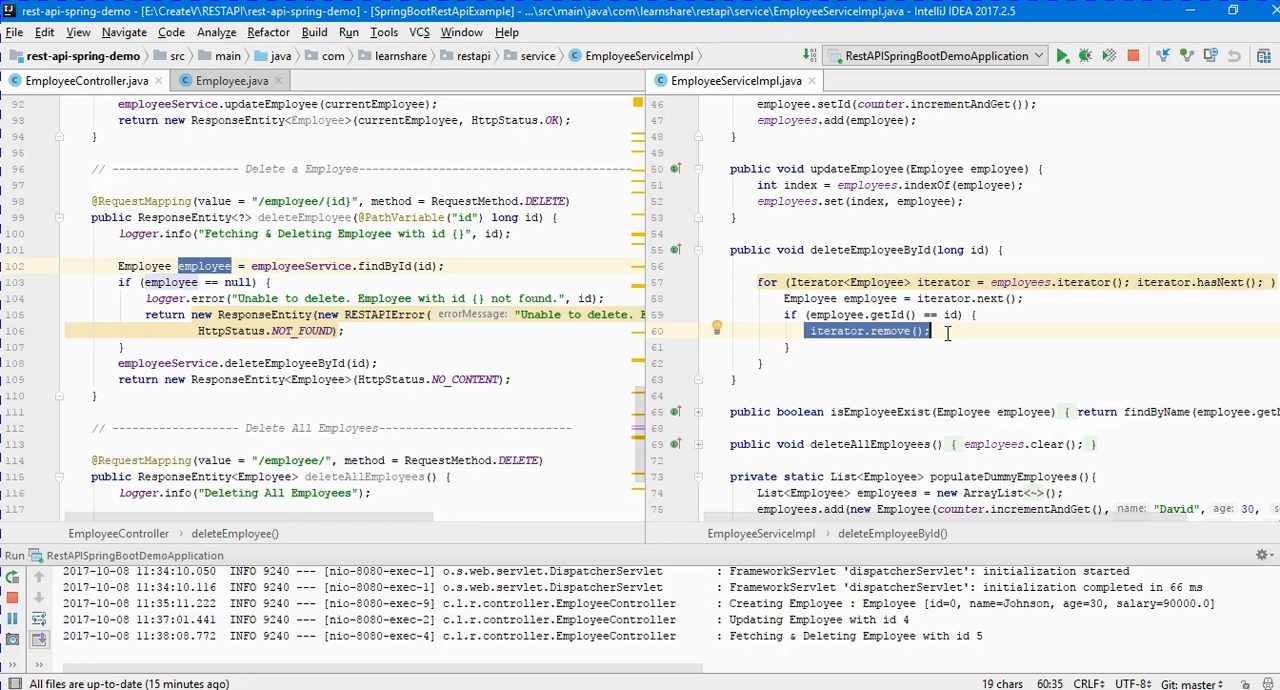 rest-api-spring-demo - [E:\CreateV\RESTAPI\rest-api-spring-demo] - [SpringBootRestApiExample] - ...\src\main\java\com\learnshare\restapi\service\EmployeeServiceImpl.java - IntelliJ IDEA 2017.2.5
File Edit View Navigate Code Analyze Refactor Build Run Tools VCS Window Help
rest-api-spring-demo src main java com learnshare restapi service EmployeeServiceImpl RestAPISpringBootDemoApplication
EmployeeController.java Employee.java
92 employeeService.updateEmployee(currentEmployee);
93 return new ResponseEntity<Employee>(currentEmployee, HttpStatus.OK);
94 }
95
96 // ------------------ Delete a Employee-----------------------------------------
97
98 @RequestMapping(value = "/employee/{id}", method = RequestMethod.DELETE)
99 public ResponseEntity<?> deleteEmployee(@PathVariable("id") long id) {
100 logger.info("Fetching & Deleting Employee with id {}", id);
101
102 Employee employee = employeeService.findById(id);
103 if (employee == null) {
104 logger.error("Unable to delete. Employee with id {} not found.", id);
105 return new ResponseEntity(new RESTAPIError( errorMessage: "Unable to delete. E
106 HttpStatus.NOT_FOUND);
107 }
108 employeeService.deleteEmployeeById(id);
109 return new ResponseEntity<Employee>(HttpStatus.NO_CONTENT);
110 }
111
112 // ------------------ Delete All Employees-----------------------------
113
114 @RequestMapping(value = "/employee/", method = RequestMethod.DELETE)
115 public ResponseEntity<Employee> deleteAllEmployees() {
116 logger.info("Deleting All Employees");
117
EmployeeController deleteEmployee()
EmployeeServiceImpl.java
46 employee.setId(counter.incrementAndGet());
47 employees.add(employee);
48 }
49
50 public void updateEmployee(Employee employee) {
51 int index = employees.indexOf(employee);
52 employees.set(index, employee);
53 }
54
55 public void deleteEmployeeById(long id) {
56
57 for (Iterator<Employee> iterator = employees.iterator(); iterator.hasNext(); )
58 Employee employee = iterator.next();
59 if (employee.getId() == id) {
60 iterator.remove();
61 }
62 }
63 }
64
65 public boolean isEmployeeExist(Employee employee) { return findByName(employee.getN
68
69 public void deleteAllEmployees() { employees.clear(); }
72
73 private static List<Employee> populateDummyEmployees(){
74 List<Employee> employees = new ArrayList<~>();
75 employees.add(new Employee(counter.incrementAndGet(), name: "David", age: 30, s
EmployeeServiceImpl deleteEmployeeById()
Run RestAPISpringBootDemoApplication
2017-10-08 11:34:10.050 INFO 9240 --- [nio-8080-exec-1] o.s.web.servlet.DispatcherServlet : FrameworkServlet 'dispatcherServlet': initialization started
2017-10-08 11:34:10.116 INFO 9240 --- [nio-8080-exec-1] o.s.web.servlet.DispatcherServlet : FrameworkServlet 'dispatcherServlet': initialization completed in 66 ms
2017-10-08 11:35:11.222 INFO 9240 --- [nio-8080-exec-9] c.l.r.controller.EmployeeController : Creating Employee : Employee [id=0, name=Johnson, age=30, salary=90000.0]
2017-10-08 11:37:01.441 INFO 9240 --- [nio-8080-exec-2] c.l.r.controller.EmployeeController : Updating Employee with id 4
2017-10-08 11:38:08.772 INFO 9240 --- [nio-8080-exec-4] c.l.r.controller.EmployeeController : Fetching & Deleting Employee with id 5
All files are up-to-date (15 minutes ago) 19 chars 60:35 CRLF UTF-8 Git: master